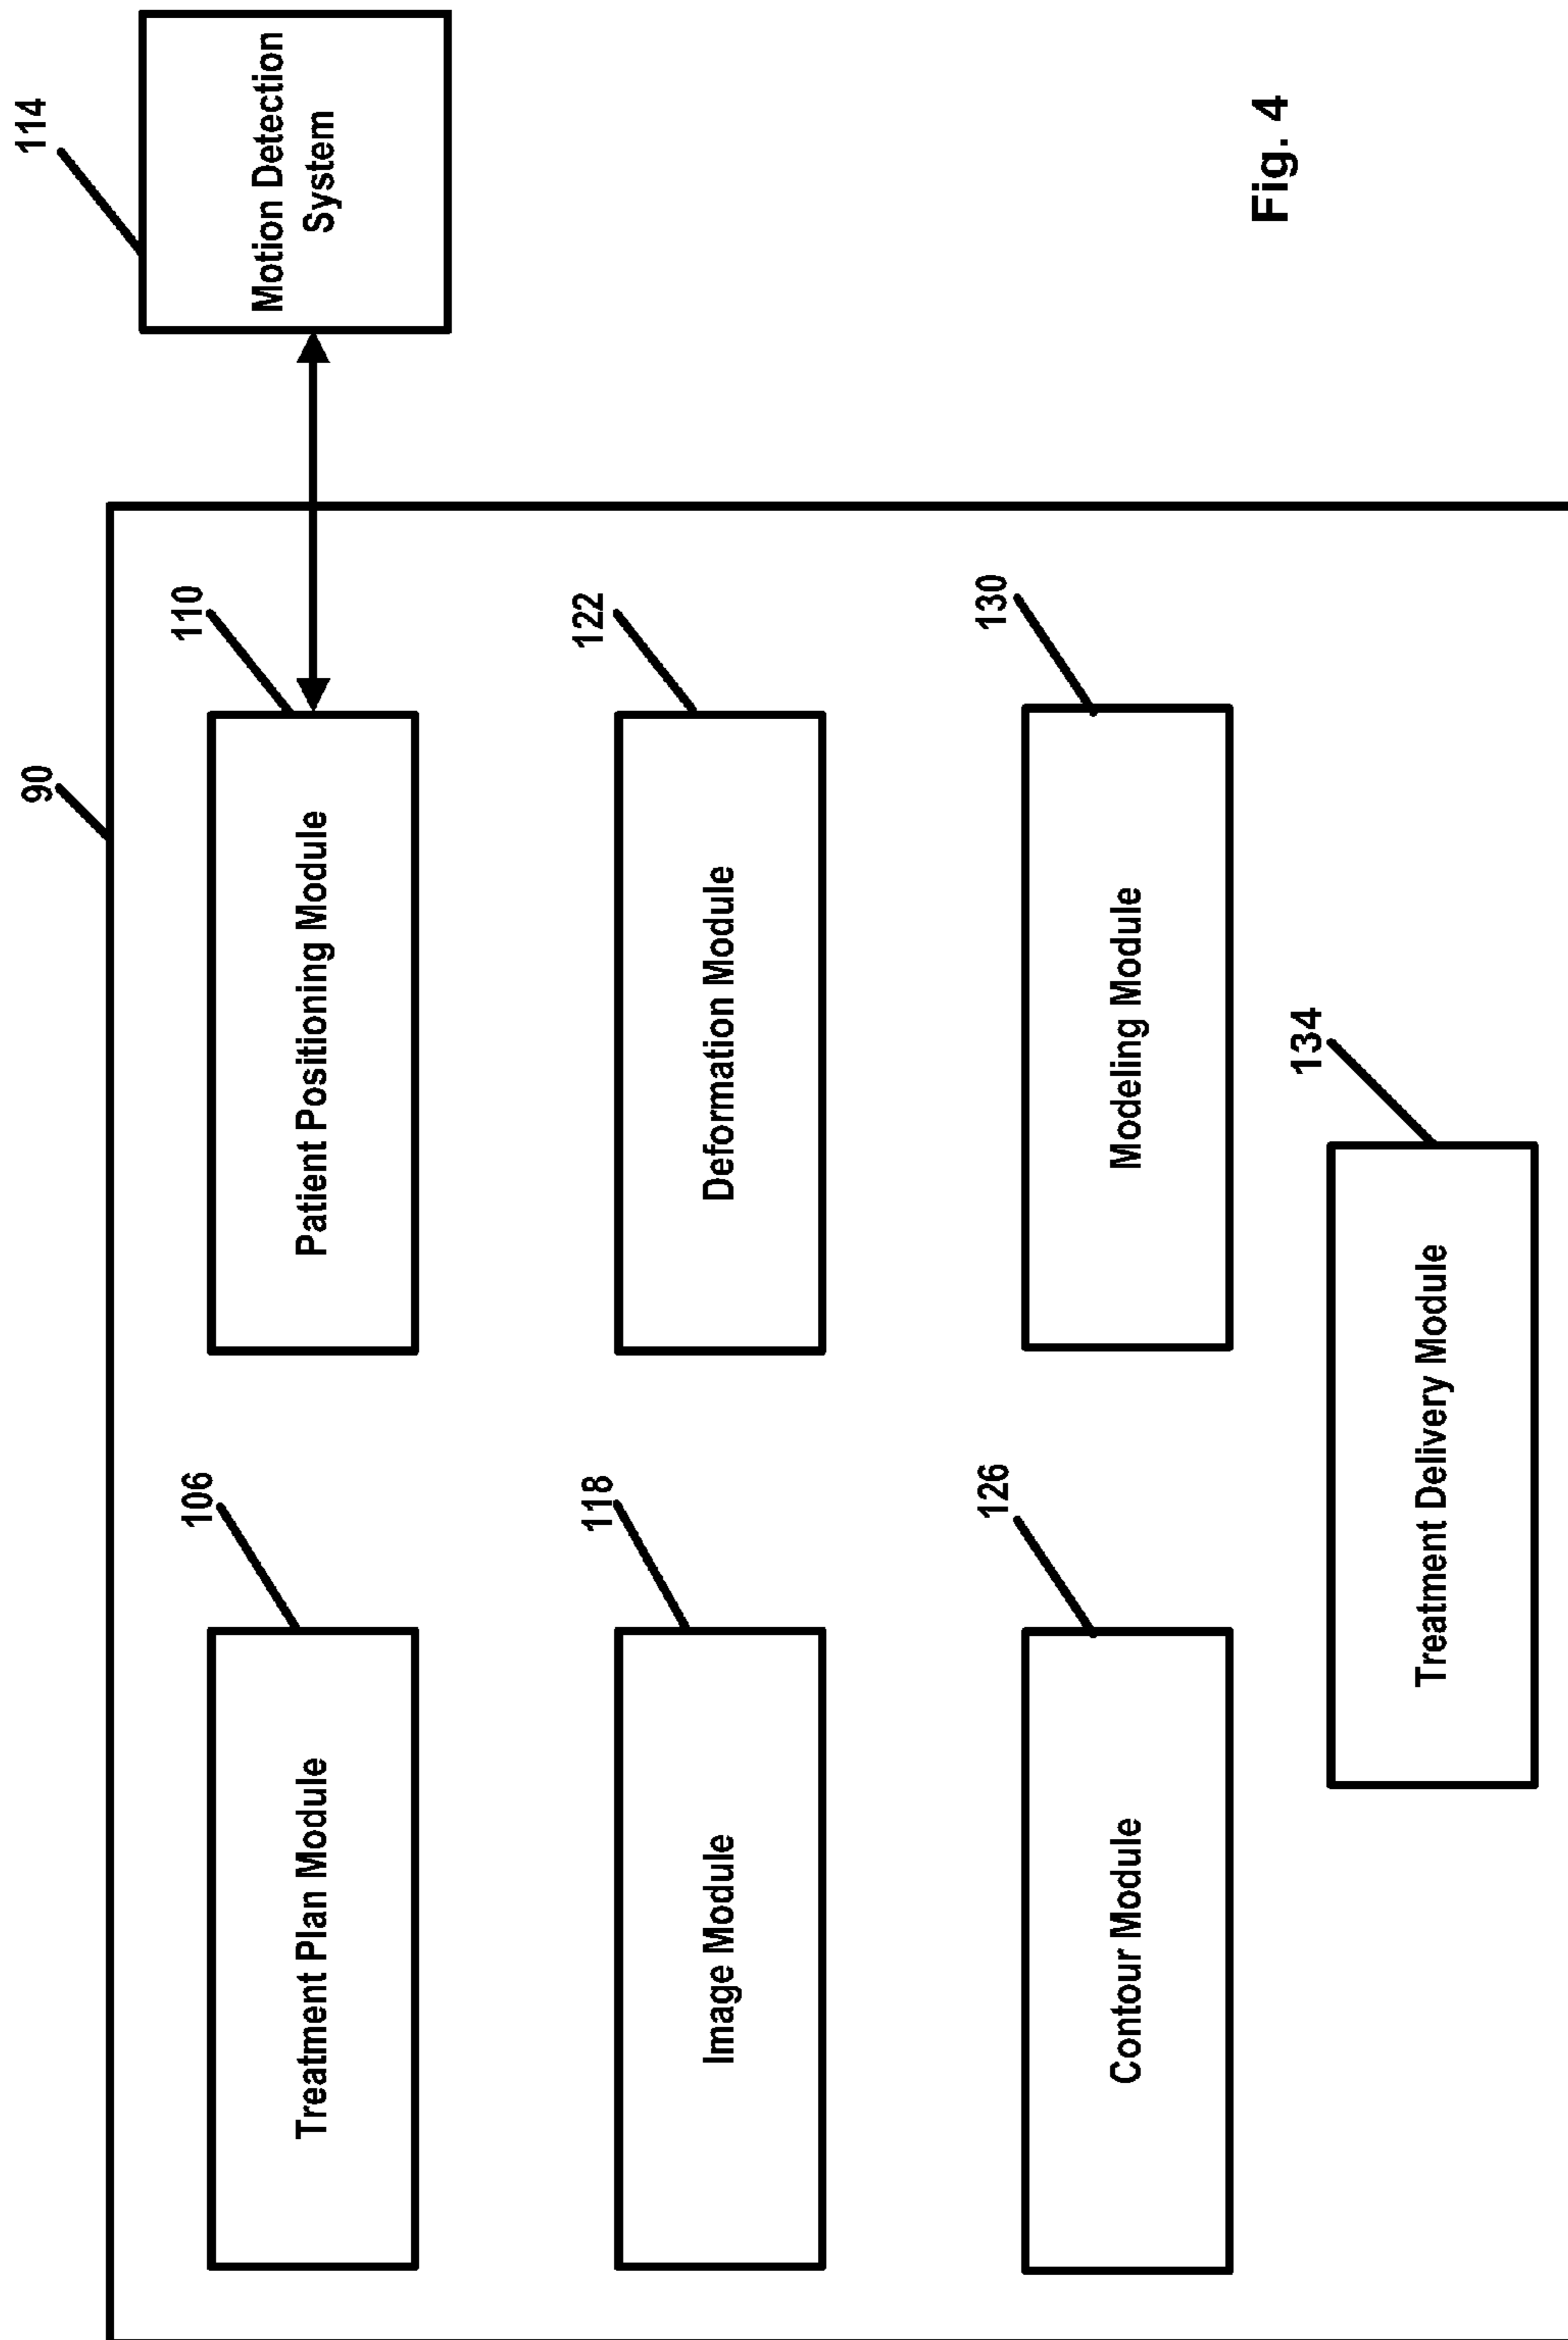 90
114
106
110
Treatment Plan Module
Patient Positioning Module
Motion Detection
System
118
122
Image Module
Deformation Module
126
130
Contour Module
Modeling Module
134
Treatment Delivery Module
Fig. 4